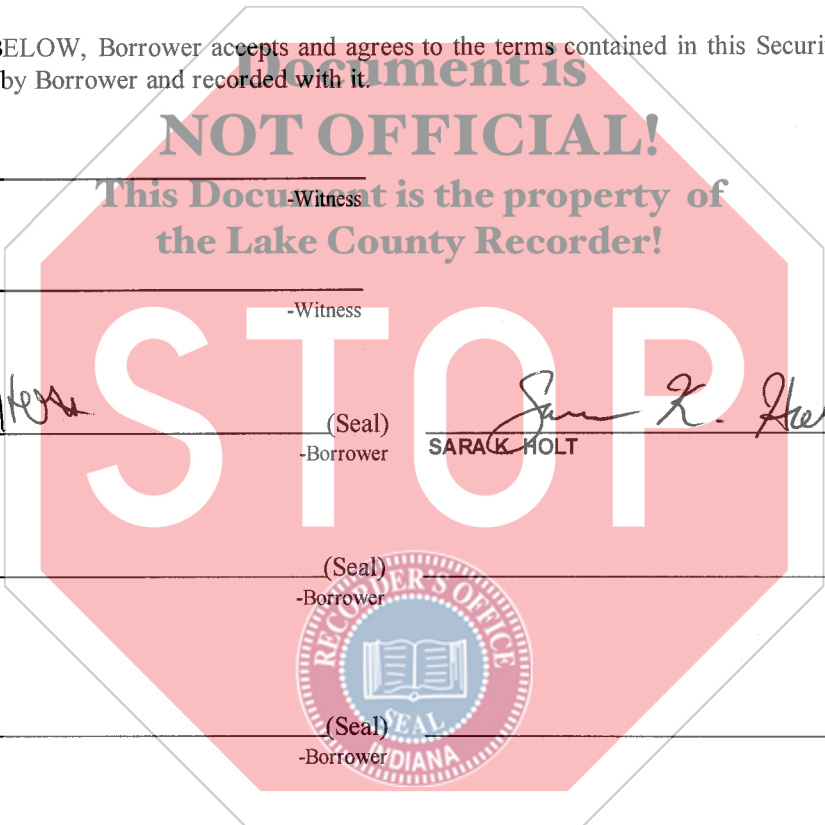 BELOW, Borrower accepts and agrees to the terms contained in this Securi
by Borrower and recorded with it.
Document is
NOT OFFICIAL!
This Document is the property of
the Lake County Recorder!
-Witness
-Witness
STOP
(Seal)
-Borrower
Sara K. Holt
SARA K HOLT
(Seal)
-Borrower
RECORDER'S OFFICE
SEAL
INDIANA
(Seal)
-Borrower